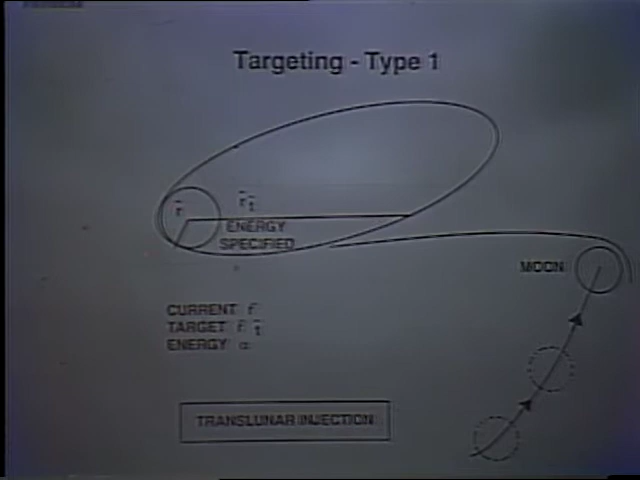 Targeting - Type 1
r̄
r̄ t
ENERGY
SPECIFIED
MOON
CURRENT r̄
TARGET r̄ t
ENERGY α
TRANSLUNAR INJECTION